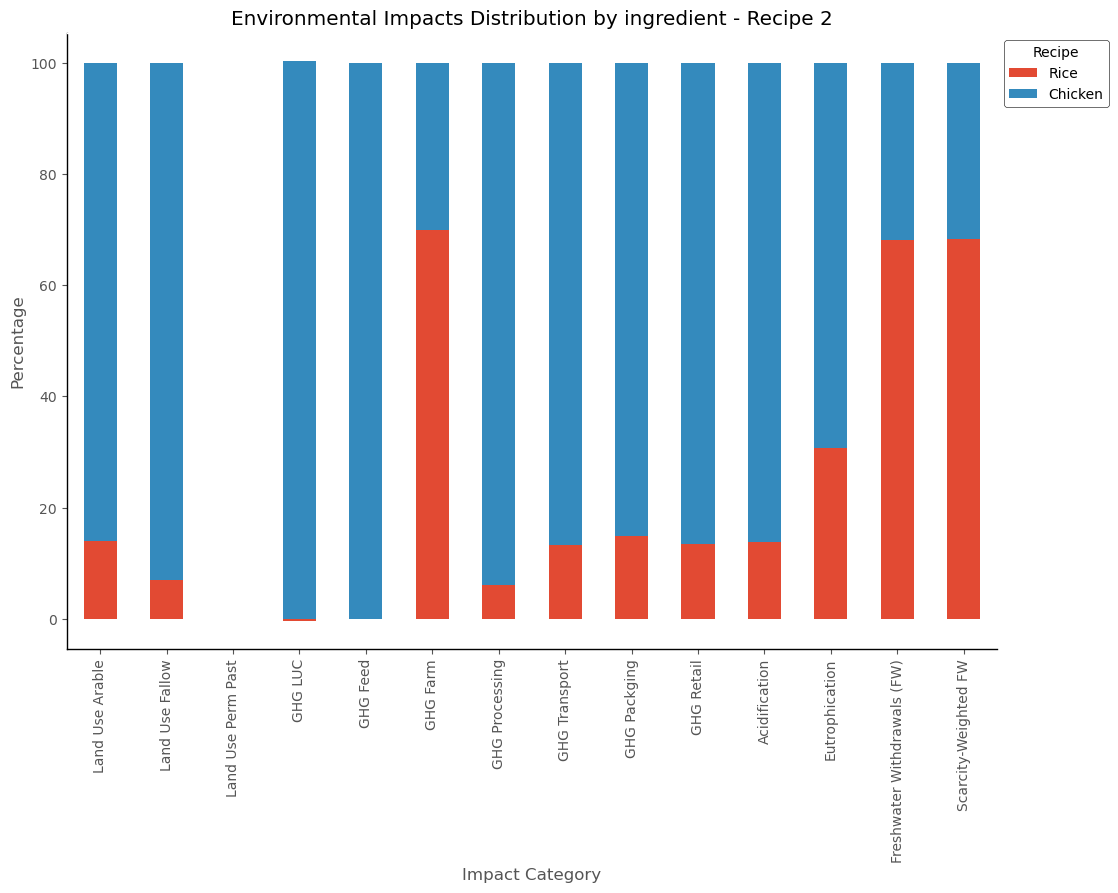 Environmental Impacts Distribution by ingredient - Recipe 2
Recipe
Rice
Chicken
Percentage
100
80
60
40
20
0
Land Use Arable
Land Use Fallow
Land Use Perm Past
GHG LUC
GHG Feed
GHG Farm
GHG Processing
GHG Transport
GHG Packging
GHG Retail
Acidification
Eutrophication
Freshwater Withdrawals (FW)
Scarcity-Weighted FW
Impact Category